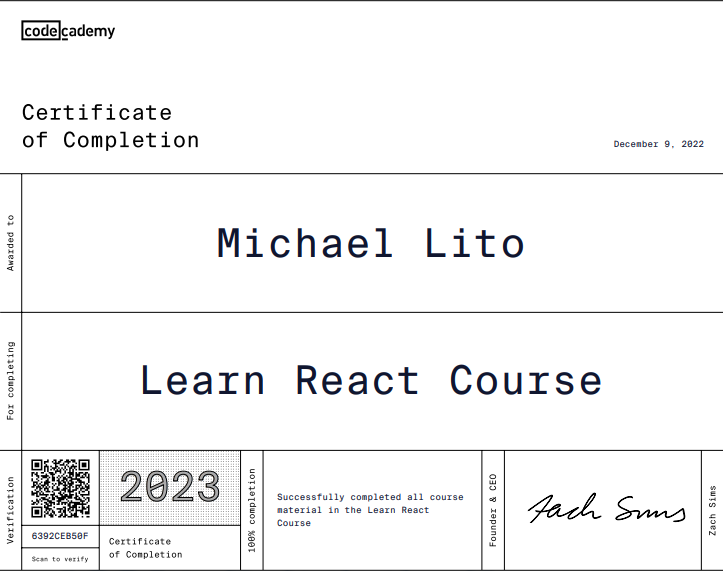 codecademy
Certificate
of Completion
December 9, 2022
Awarded to
Michael Lito
For completing
Learn React Course
Verification
6392CEB50F
Scan to verify
2023
Certificate
of Completion
100% completion
Successfully completed all course
material in the Learn React
Course
Founder & CEO
Zach Sims
Zach Sims